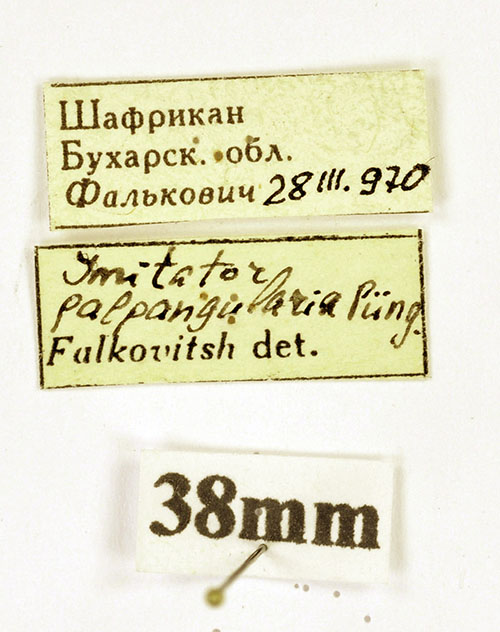 Шафрикан
Бухарск. обл.
Фалькович 28 III. 970
Imitator
palpangularia Püng.
Falkovitsh det.
38mm